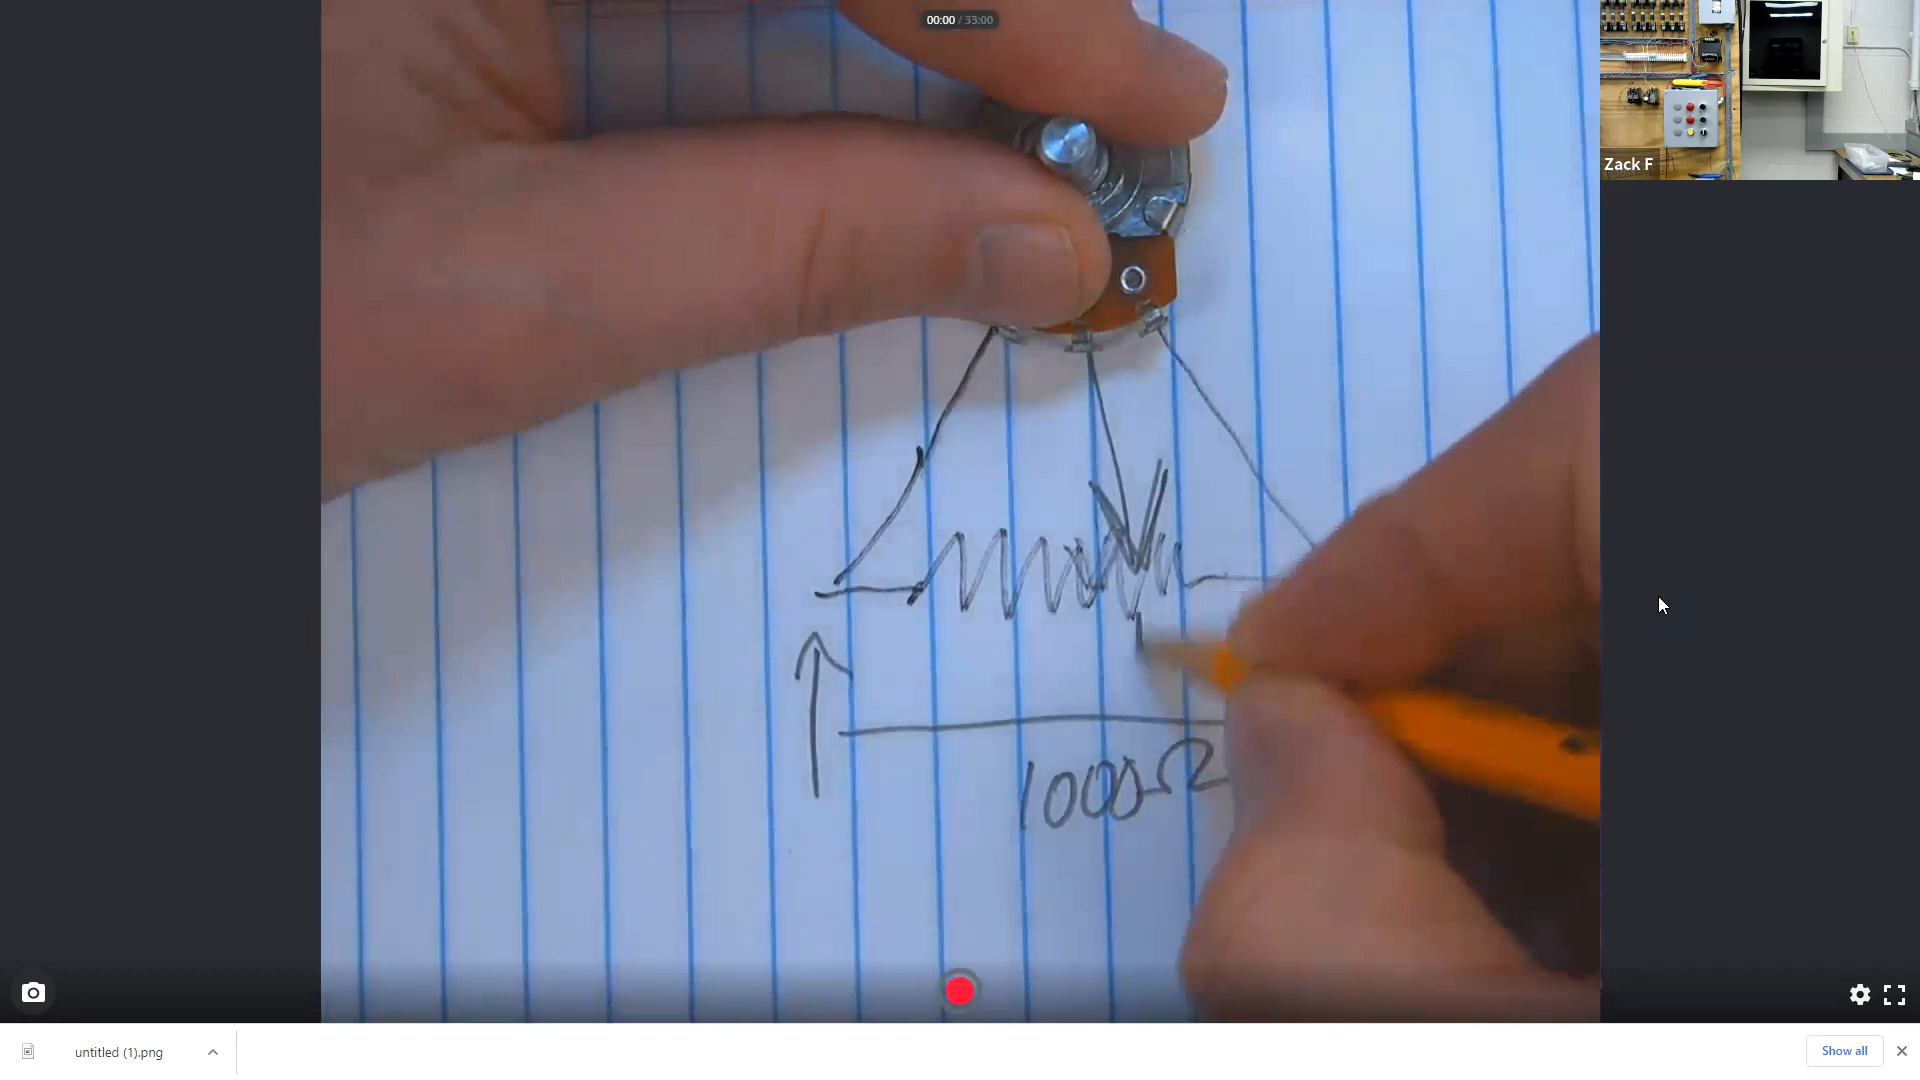 00:00 / 33:00
Zack F
1000Ω
untitled (1).png
Show all